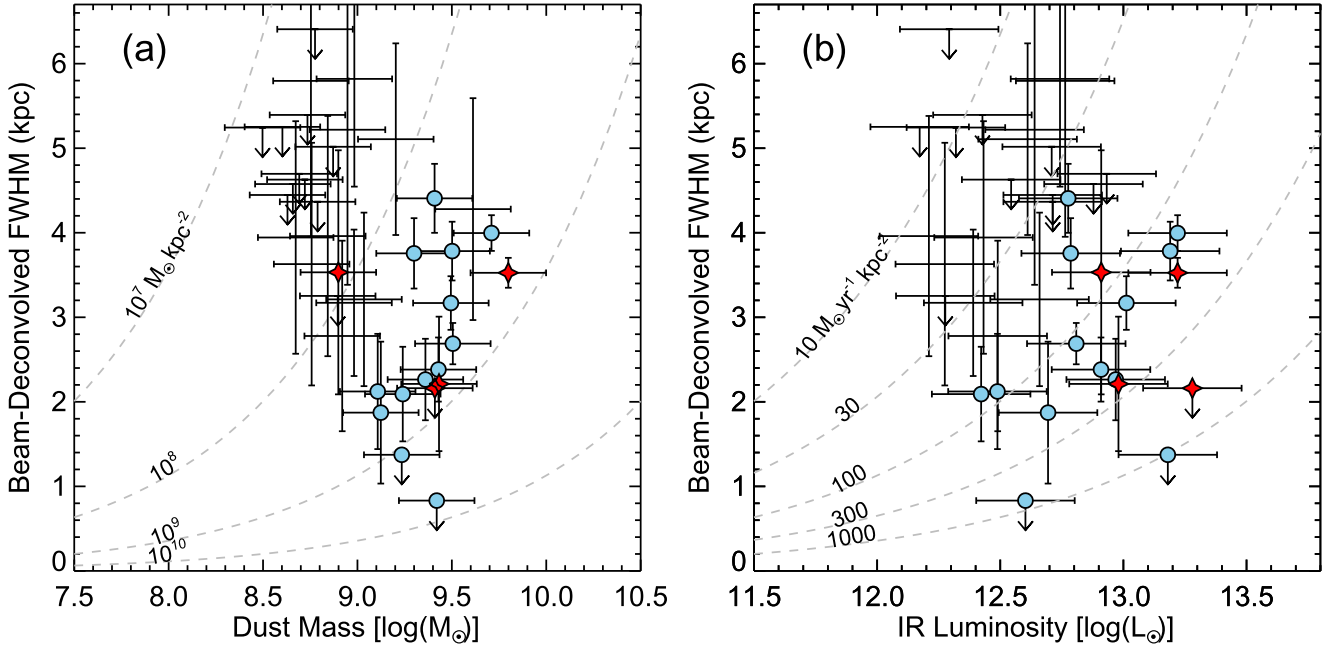 (a)
Beam-Deconvolved FWHM (kpc)
6
5
4
3
2
1
0
10⁷ M☉ kpc⁻²
10⁸
10⁹
10¹⁰
7.5 8.0 8.5 9.0 9.5 10.0 10.5
Dust Mass [log(M☉)]
(b)
Beam-Deconvolved FWHM (kpc)
6
5
4
3
2
1
0
10 M☉ yr⁻¹ kpc⁻²
30
100
300
1000
11.5 12.0 12.5 13.0 13.5
IR Luminosity [log(L☉)]